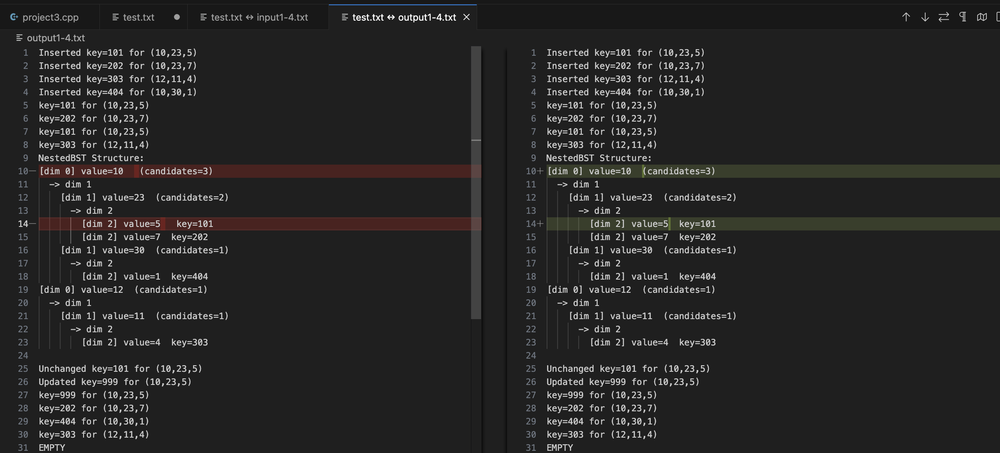 project3.cpp
test.txt
test.txt ↔ input1-4.txt
test.txt ↔ output1-4.txt
output1-4.txt
1 Inserted key=101 for (10,23,5)
2 Inserted key=202 for (10,23,7)
3 Inserted key=303 for (12,11,4)
4 Inserted key=404 for (10,30,1)
5 key=101 for (10,23,5)
6 key=202 for (10,23,7)
7 key=101 for (10,23,5)
8 key=303 for (12,11,4)
9 NestedBST Structure:
10— [dim 0] value=10   (candidates=3)
11   -> dim 1
12     [dim 1] value=23  (candidates=2)
13       -> dim 2
14—         [dim 2] value=5   key=101
15         [dim 2] value=7  key=202
16     [dim 1] value=30  (candidates=1)
17       -> dim 2
18         [dim 2] value=1  key=404
19 [dim 0] value=12  (candidates=1)
20   -> dim 1
21     [dim 1] value=11  (candidates=1)
22       -> dim 2
23         [dim 2] value=4  key=303
24
25 Unchanged key=101 for (10,23,5)
26 Updated key=999 for (10,23,5)
27 key=999 for (10,23,5)
28 key=202 for (10,23,7)
29 key=404 for (10,30,1)
30 key=303 for (12,11,4)
31 EMPTY
1 Inserted key=101 for (10,23,5)
2 Inserted key=202 for (10,23,7)
3 Inserted key=303 for (12,11,4)
4 Inserted key=404 for (10,30,1)
5 key=101 for (10,23,5)
6 key=202 for (10,23,7)
7 key=101 for (10,23,5)
8 key=303 for (12,11,4)
9 NestedBST Structure:
10+ [dim 0] value=10  (candidates=3)
11   -> dim 1
12     [dim 1] value=23  (candidates=2)
13       -> dim 2
14+         [dim 2] value=5  key=101
15         [dim 2] value=7  key=202
16     [dim 1] value=30  (candidates=1)
17       -> dim 2
18         [dim 2] value=1  key=404
19 [dim 0] value=12  (candidates=1)
20   -> dim 1
21     [dim 1] value=11  (candidates=1)
22       -> dim 2
23         [dim 2] value=4  key=303
24
25 Unchanged key=101 for (10,23,5)
26 Updated key=999 for (10,23,5)
27 key=999 for (10,23,5)
28 key=202 for (10,23,7)
29 key=404 for (10,30,1)
30 key=303 for (12,11,4)
31 EMPTY